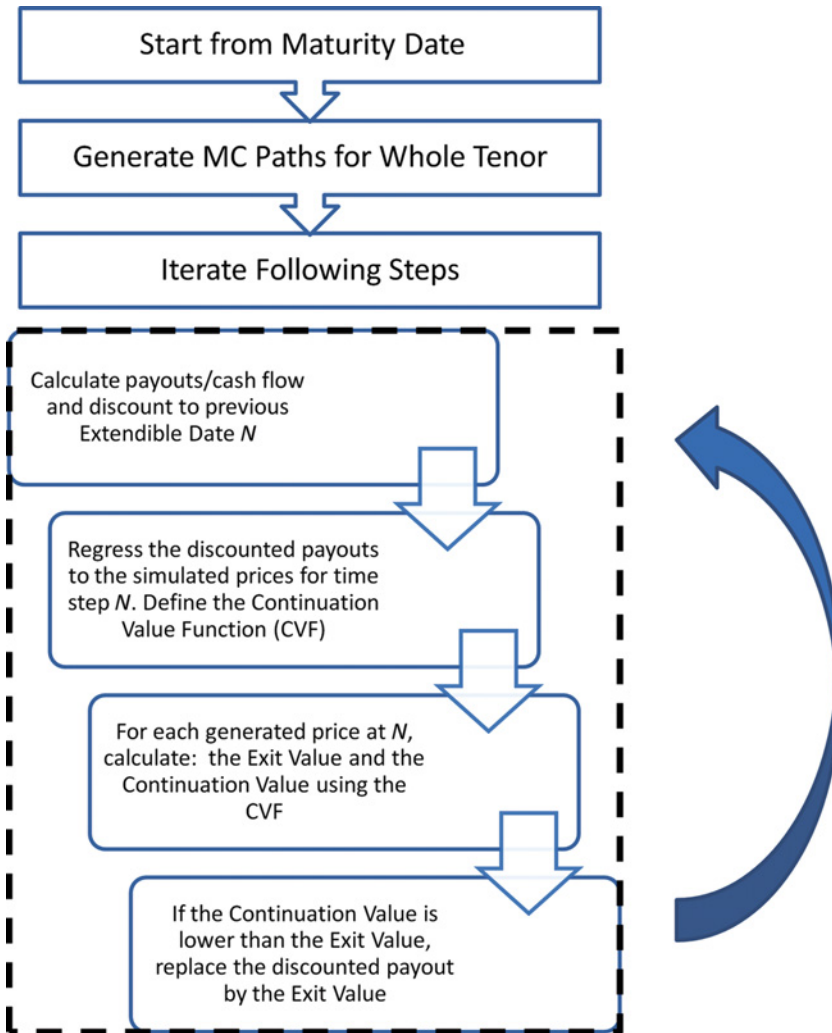 Start from Maturity Date
Generate MC Paths for Whole Tenor
Iterate Following Steps
Calculate payouts/cash flow
and discount to previous
Extendible Date N
Regress the discounted payouts
to the simulated prices for time
step N. Define the Continuation
Value Function (CVF)
For each generated price at N,
calculate:  the Exit Value and the
Continuation Value using the
CVF
If the Continuation Value is
lower than the Exit Value,
replace the discounted payout
by the Exit Value